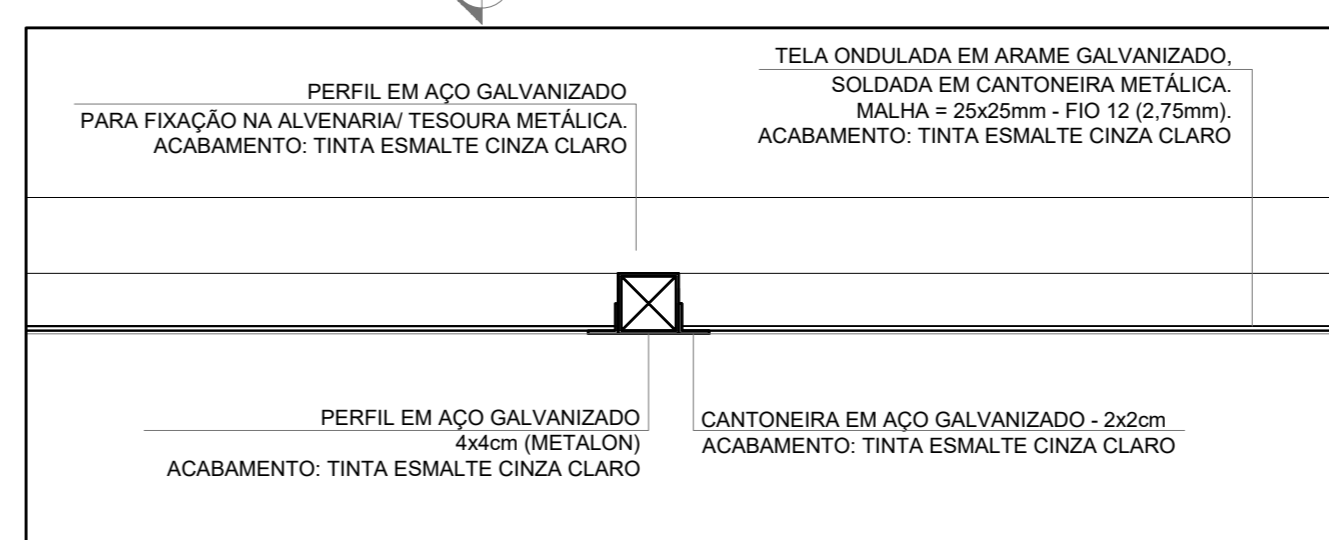 PERFIL EM AÇO GALVANIZADO
PARA FIXAÇÃO NA ALVENARIA/ TESOURA METÁLICA.
ACABAMENTO: TINTA ESMALTE CINZA CLARO
TELA ONDULADA EM ARAME GALVANIZADO,
SOLDADA EM CANTONEIRA METÁLICA.
MALHA = 25x25mm - FIO 12 (2,75mm).
ACABAMENTO: TINTA ESMALTE CINZA CLARO
PERFIL EM AÇO GALVANIZADO
4x4cm (METALON)
ACABAMENTO: TINTA ESMALTE CINZA CLARO
CANTONEIRA EM AÇO GALVANIZADO - 2x2cm
ACABAMENTO: TINTA ESMALTE CINZA CLARO